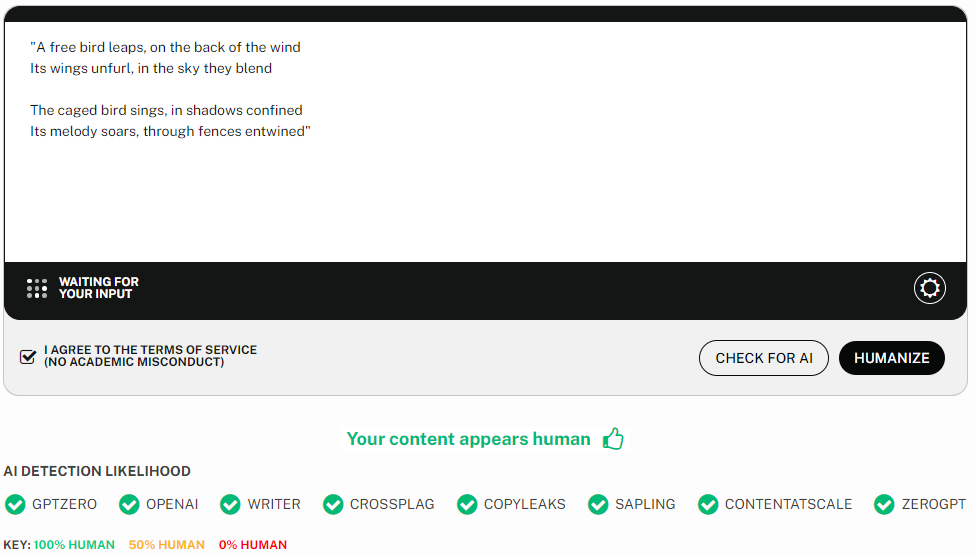 "A free bird leaps, on the back of the wind
Its wings unfurl, in the sky they blend
The caged bird sings, in shadows confined
Its melody soars, through fences entwined"
WAITING FOR
YOUR INPUT
I AGREE TO THE TERMS OF SERVICE
(NO ACADEMIC MISCONDUCT)
CHECK FOR AI
HUMANIZE
Your content appears human
AI DETECTION LIKELIHOOD
GPTZERO OPENAI WRITER CROSSPLAG COPYLEAKS SAPLING CONTENTATSCALE ZEROGPT
KEY: 100% HUMAN 50% HUMAN 0% HUMAN